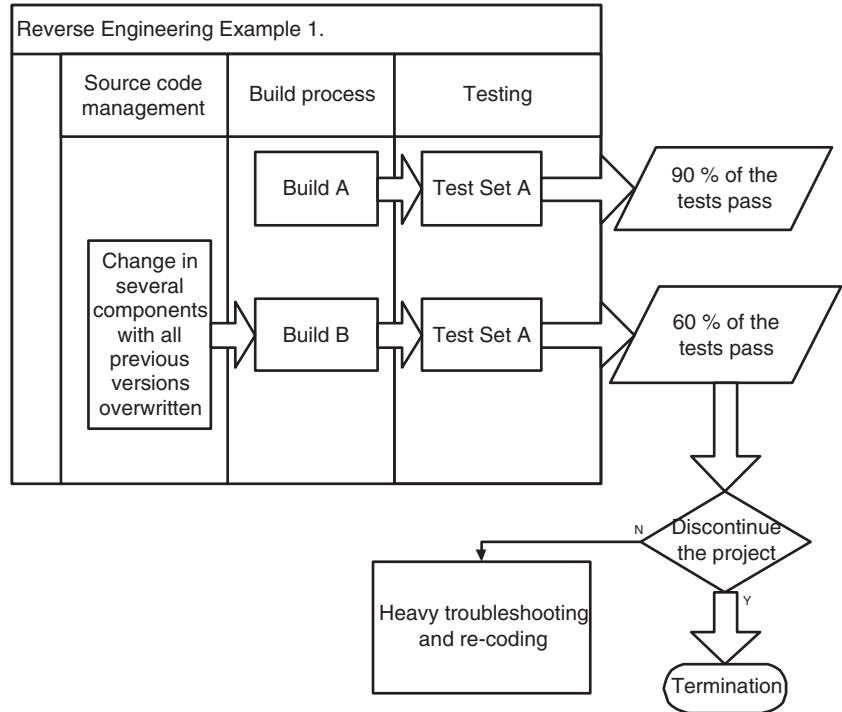 Reverse Engineering Example 1.
Source code
management
Build process
Testing
Build A
Test Set A
90 % of the
tests pass
Change in
several
components
with all
previous
versions
overwritten
Build B
Test Set A
60 % of the
tests pass
Discontinue
the project
N
Y
Heavy troubleshooting
and re-coding
Termination